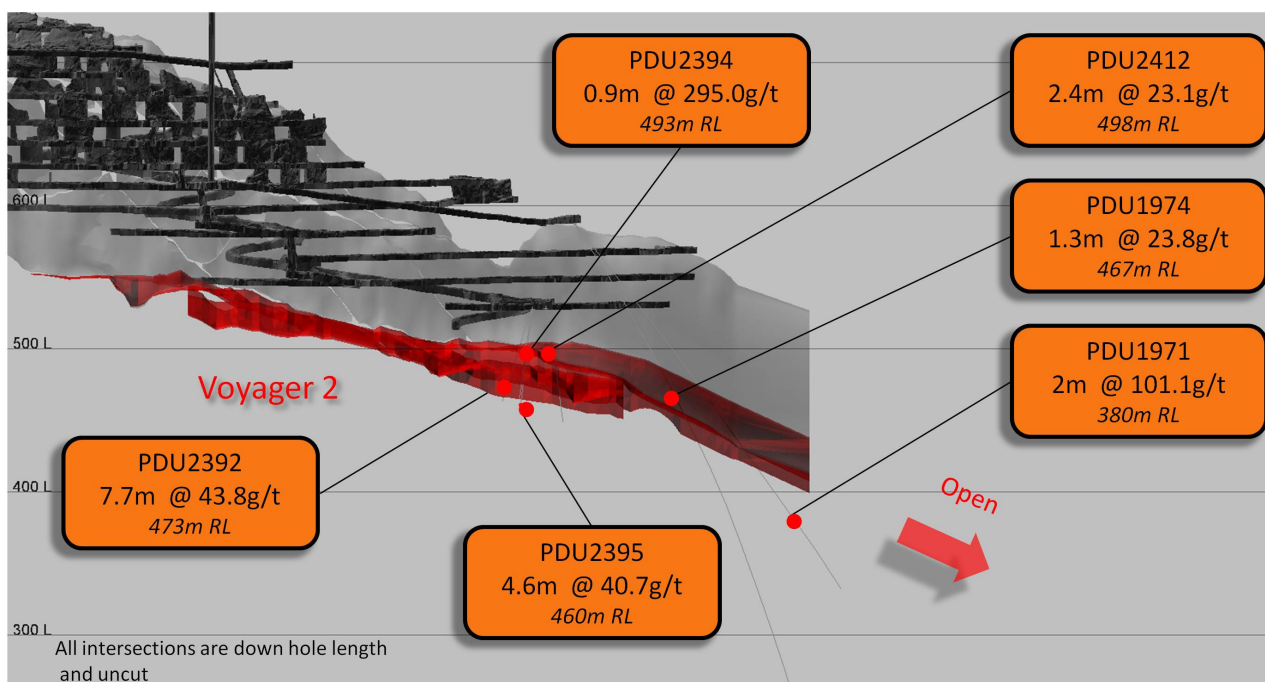 PDU2394
0.9m @ 295.0g/t
493m RL
PDU2412
2.4m @ 23.1g/t
498m RL
PDU1974
1.3m @ 23.8g/t
467m RL
600 L
500 L
PDU1971
2m @ 101.1g/t
380m RL
Voyager 2
PDU2392
7.7m @ 43.8g/t
473m RL
400 L
Open
PDU2395
4.6m @ 40.7g/t
460m RL
300 L
All intersections are down hole length
and uncut